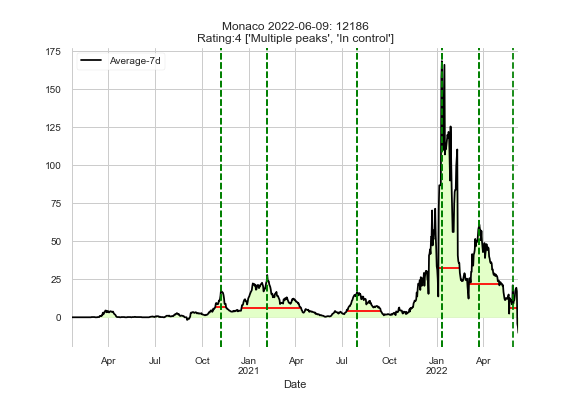 Monaco 2022-06-09: 12186
Rating:4 ['Multiple peaks', 'In control']
175
Average-7d
150
125
100
75
50
25
0
Apr Jul Oct Jan Apr Jul Oct Jan Apr
2021 2022
Date